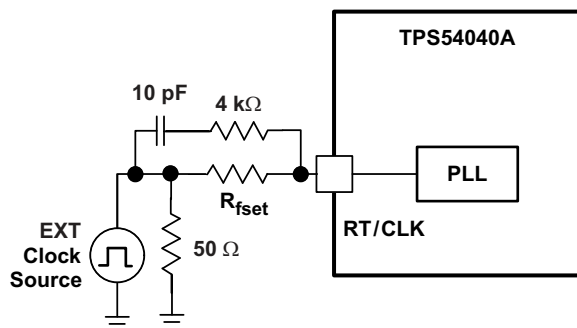 TPS54040A
10 pF
4 kΩ
PLL
Rfset
RT/CLK
EXT
Clock
Source
50 Ω